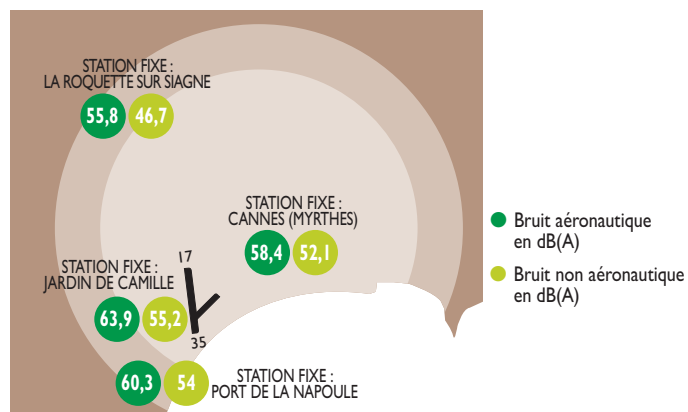 STATION FIXE :
LA ROQUETTE SUR SIAGNE
55,8 46,7
STATION FIXE :
CANNES (MYRTHES)
58,4 52,1
Bruit aéronautique
en dB(A)
Bruit non aéronautique
en dB(A)
17
STATION FIXE :
JARDIN DE CAMILLE
63,9 55,2
35
60,3 54
STATION FIXE :
PORT DE LA NAPOULE